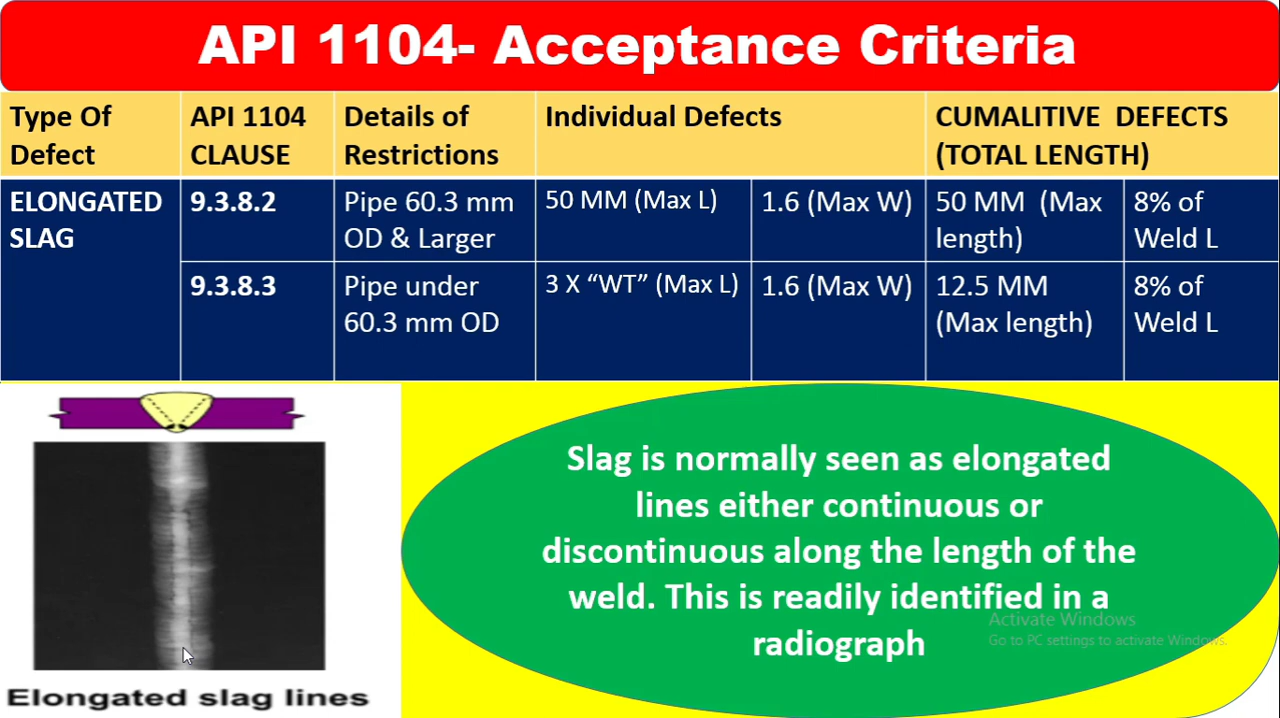 API 1104- Acceptance Criteria
Type Of
Defect
API 1104
CLAUSE
Details of
Restrictions
Individual Defects
CUMALITIVE DEFECTS
(TOTAL LENGTH)
ELONGATED
SLAG
9.3.8.2
Pipe 60.3 mm
OD & Larger
50 MM (Max L)
1.6 (Max W)
50 MM (Max
length)
8% of
Weld L
9.3.8.3
Pipe under
60.3 mm OD
3 X “WT” (Max L)
1.6 (Max W)
12.5 MM
(Max length)
8% of
Weld L
Elongated slag lines
Slag is normally seen as elongated
lines either continuous or
discontinuous along the length of the
weld. This is readily identified in a
radiograph
Activate Windows
Go to PC settings to activate Windows.